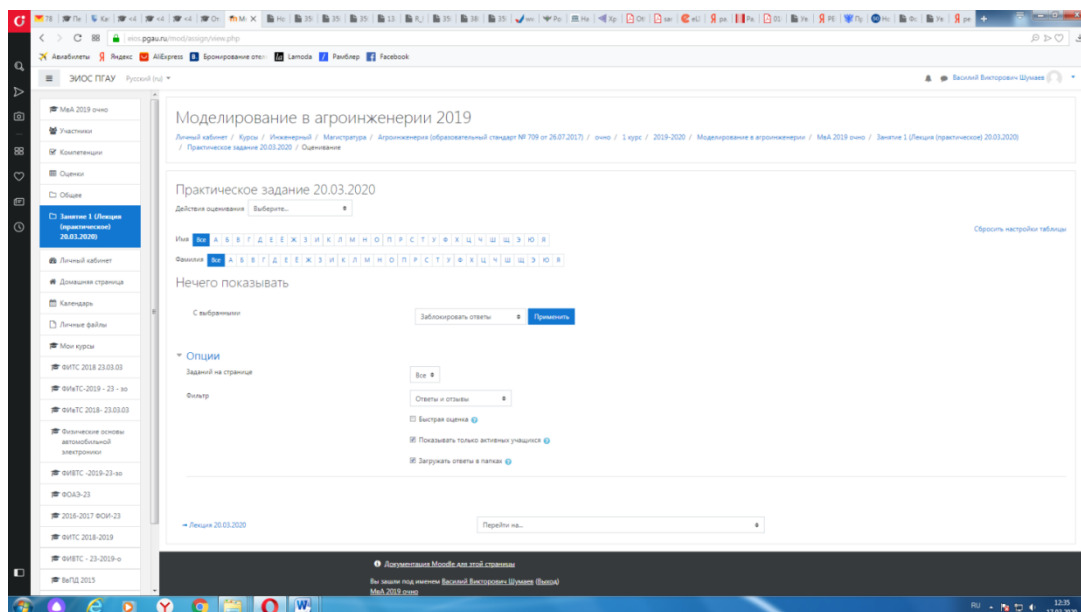 eios.pgau.ru/mod/assign/view.php
Авиабилеты Яндекс AliExpress Бронирование отел Lamoda Рамблер Facebook
ЭИОС ПГАУ Русский (ru)
Василий Викторович Шумаев
МвА 2019 очно
Участники
Компетенции
Оценки
Общее
Занятие 1 (Лекция
(практическое)
20.03.2020)
Личный кабинет
Домашняя страница
Календарь
Личные файлы
Мои курсы
ФИТС 2018 23.03.03
ФИвТС-2019 - 23 - зо
ФИвТС 2018- 23.03.03
Физические основы
автомобильной
электроники
ФИВТС -2019-23-зо
ФОАЭ-23
2016-2017 ФОИ-23
ФИТС 2018-2019
ФИВТС - 23-2019-о
ВвПД 2015
Моделирование в агроинженерии 2019
Личный кабинет / Курсы / Инженерный / Магистратура / Агроинженерия (образовательный стандарт № 709 от 26.07.2017) / очно / 1 курс / 2019-2020 / Моделирование в агроинженерии / МвА 2019 очно / Занятие 1 (Лекция (практическое) 20.03.2020)
/ Практическое задание 20.03.2020 / Оценивание
Практическое задание 20.03.2020
Действия оценивания Выберите...
Сбросить настройки таблицы
Имя Все А Б В Г Д Е Ё Ж З И К Л М Н О П Р С Т У Ф Х Ц Ч Ш Щ Э Ю Я
Фамилия Все А Б В Г Д Е Ё Ж З И К Л М Н О П Р С Т У Ф Х Ц Ч Ш Щ Э Ю Я
Нечего показывать
С выбранными Заблокировать ответы Применить
Опции
Заданий на странице Все
Фильтр Ответы и отзывы
Быстрая оценка
Показывать только активных учащихся
Загружать ответы в папках
→ Лекция 20.03.2020 Перейти на...
Документация Moodle для этой страницы
Вы зашли под именем Василий Викторович Шумаев (Выход)
МвА 2019 очно
RU 12:35